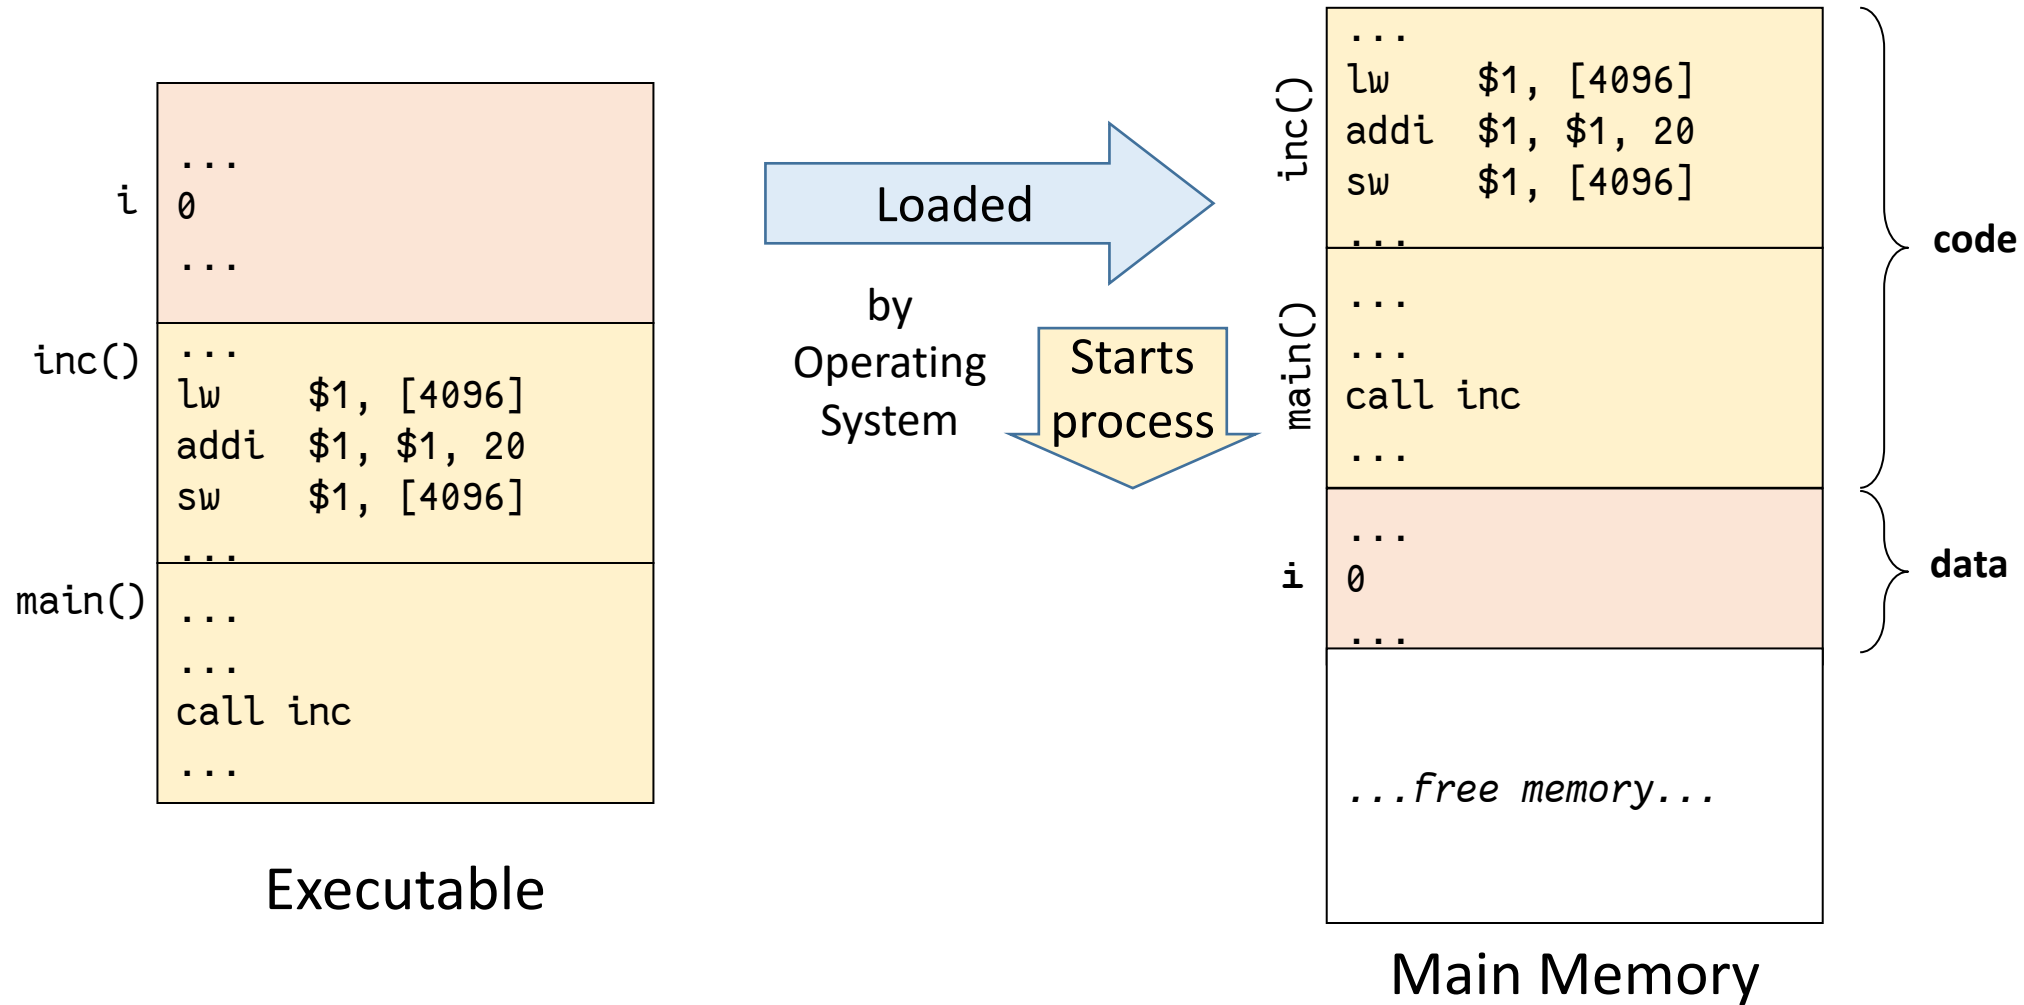 i
...
0
...
inc()
...
lw    $1, [4096]
addi  $1, $1, 20
sw    $1, [4096]
...
main()
...
...
call inc
...
Executable
Loaded
by
Operating
System
Starts
process
inc()
...
lw    $1, [4096]
addi  $1, $1, 20
sw    $1, [4096]
...
main()
...
...
call inc
...
i
...
0
...
...free memory...
Main Memory
code
data